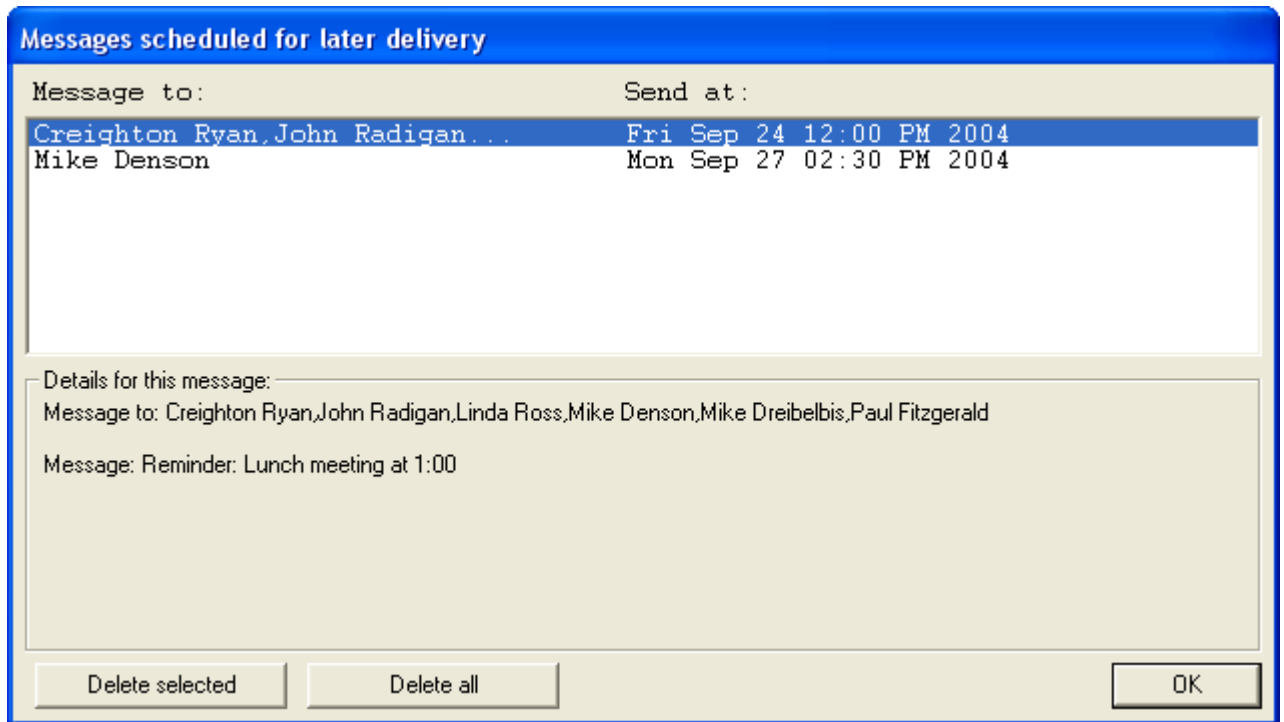 Messages scheduled for later delivery
Message to: Send at:
Creighton Ryan,John Radigan... Fri Sep 24 12:00 PM 2004
Mike Denson Mon Sep 27 02:30 PM 2004
Details for this message:
Message to: Creighton Ryan,John Radigan,Linda Ross,Mike Denson,Mike Dreibelbis,Paul Fitzgerald
Message: Reminder: Lunch meeting at 1:00
Delete selected Delete all OK